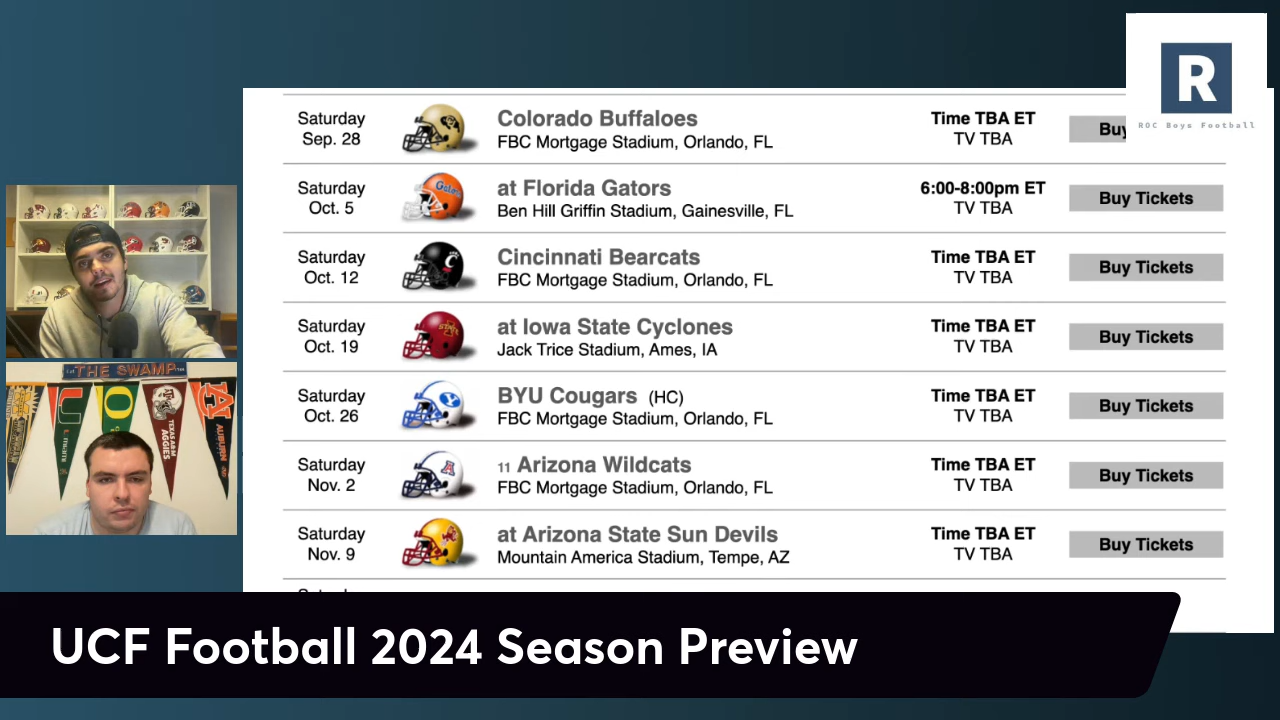 R
ROC Boys Football
Saturday
Sep. 28
Colorado Buffaloes
FBC Mortgage Stadium, Orlando, FL
Time TBA ET
TV TBA
Buy
Saturday
Oct. 5
Gators
at Florida Gators
Ben Hill Griffin Stadium, Gainesville, FL
6:00-8:00pm ET
TV TBA
Buy Tickets
Saturday
Oct. 12
C
Cincinnati Bearcats
FBC Mortgage Stadium, Orlando, FL
Time TBA ET
TV TBA
Buy Tickets
Saturday
Oct. 19
at Iowa State Cyclones
Jack Trice Stadium, Ames, IA
Time TBA ET
TV TBA
Buy Tickets
Saturday
Oct. 26
Y
BYU Cougars (HC)
FBC Mortgage Stadium, Orlando, FL
Time TBA ET
TV TBA
Buy Tickets
Saturday
Nov. 2
A
11 Arizona Wildcats
FBC Mortgage Stadium, Orlando, FL
Time TBA ET
TV TBA
Buy Tickets
Saturday
Nov. 9
at Arizona State Sun Devils
Mountain America Stadium, Tempe, AZ
Time TBA ET
TV TBA
Buy Tickets
THE SWAMP
U
O
TEXAS A&M
AGGIES
AUBURN
UCF Football 2024 Season Preview